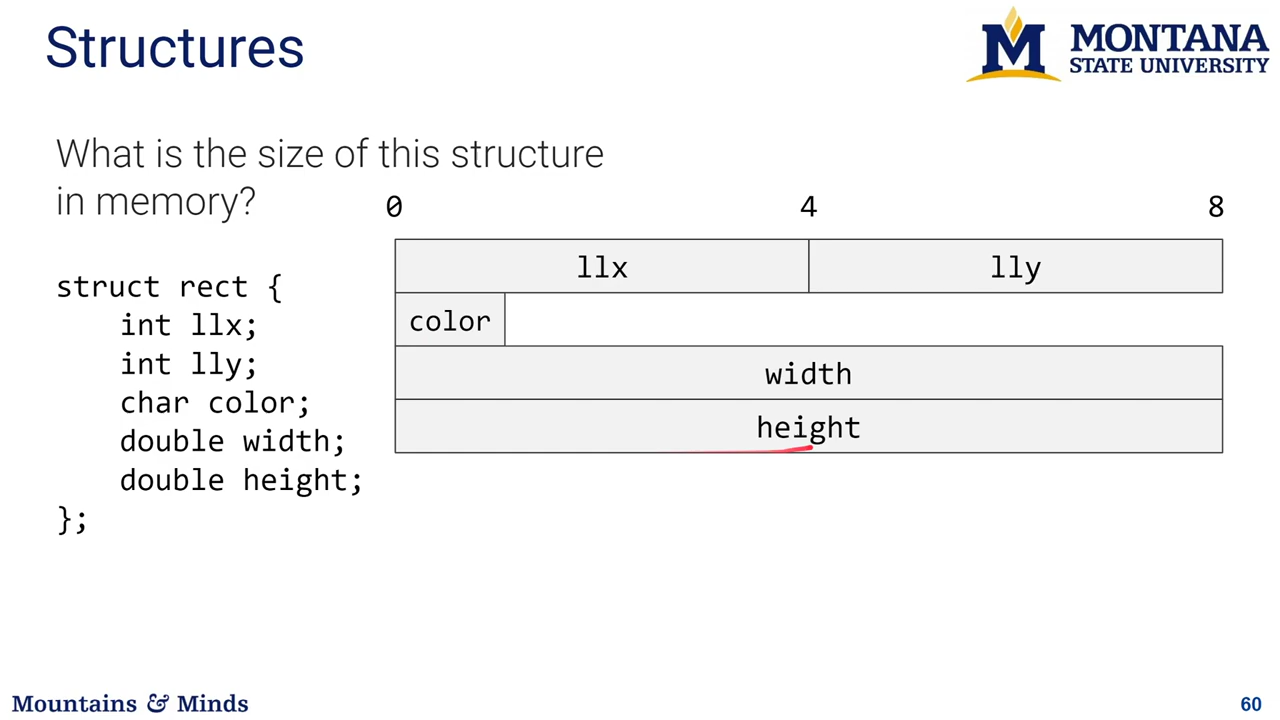 Structures
M MONTANA
STATE UNIVERSITY
What is the size of this structure
in memory?
0 4 8
llx lly
color
width
height
struct rect {
int llx;
int lly;
char color;
double width;
double height;
};
Mountains & Minds
60